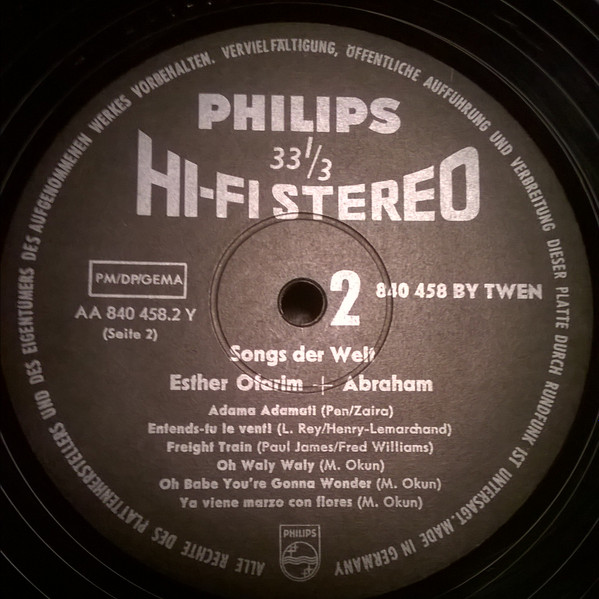 ALLE RECHTE DES PLATTENHERSTELLERS UND DES EIGENTUMERS DES AUFGENOMMENEN WERKES VORBEHALTEN. VERVIELFÄLTIGUNG, ÖFFENTLICHE AUFFÜHRUNG UND VERBREITUNG DIESER PLATTE DURCH RUNDFUNK IST UNTERSAGT. MADE IN GERMANY
PHILIPS
33 1/3
HI-FI STEREO
PM/DP/GEMA
2
840 458 BY TWEN
AA 840 458.2 Y
(Seite 2)
Songs der Welt
Esther Ofarim + Abraham
Adama Adamati (Pen/Zaira)
Entends-tu le vent! (L. Rey/Henry-Lemarchand)
Freight Train (Paul James/Fred Williams)
Oh Waly Waly (M. Okun)
Oh Babe You're Gonna Wonder (M. Okun)
Ya viene marzo con flores (M. Okun)
PHILIPS